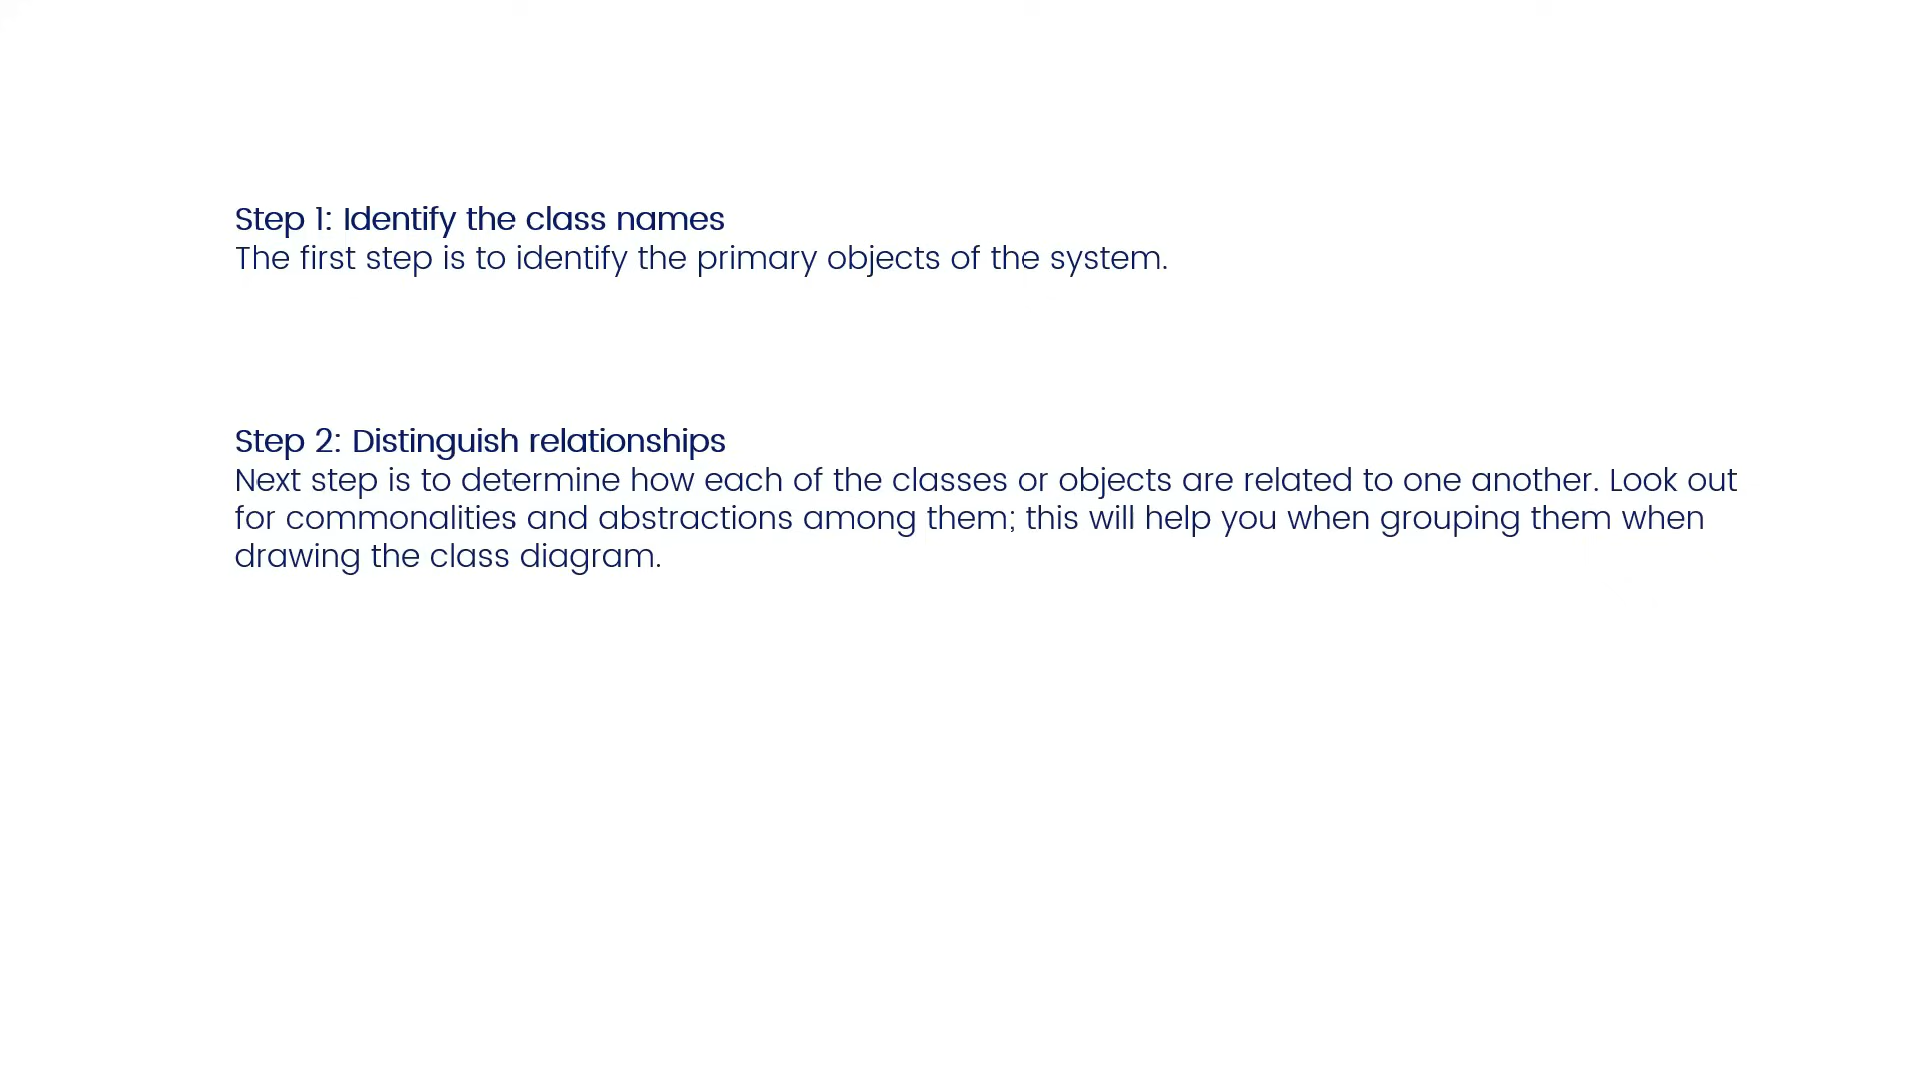 Step 1: Identify the class names
The first step is to identify the primary objects of the system.
Step 2: Distinguish relationships
Next step is to determine how each of the classes or objects are related to one another. Look out
for commonalities and abstractions among them; this will help you when grouping them when
drawing the class diagram.